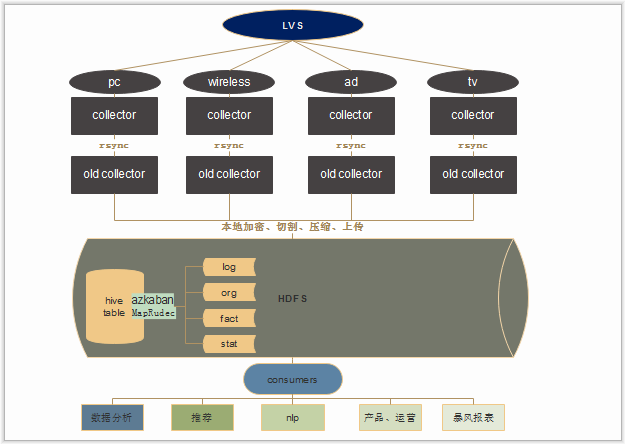 LVS
pc
wireless
ad
tv
collector
collector
collector
collector
rsync
rsync
rsync
rsync
old collector
old collector
old collector
old collector
本地加密、切割、压缩、上传
hive
table
azkaban
MapRudec
log
org
fact
stat
HDFS
consumers
数据分析
推荐
nlp
产品、运营
暴风报表